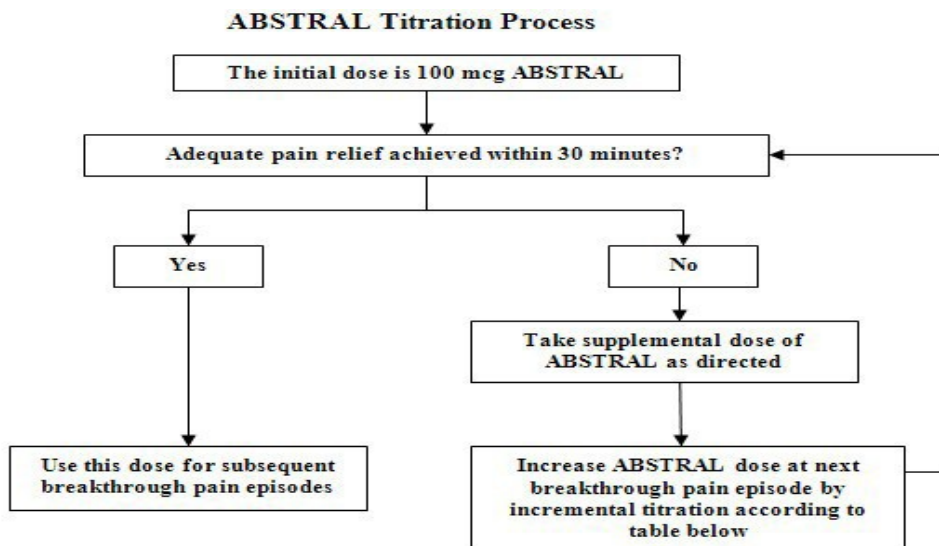 ABSTRAL Titration Process
The initial dose is 100 mcg ABSTRAL
Adequate pain relief achieved within 30 minutes?
Yes
No
Take supplemental dose of
ABSTRAL as directed
Use this dose for subsequent
breakthrough pain episodes
Increase ABSTRAL dose at next
breakthrough pain episode by
incremental titration according to
table below